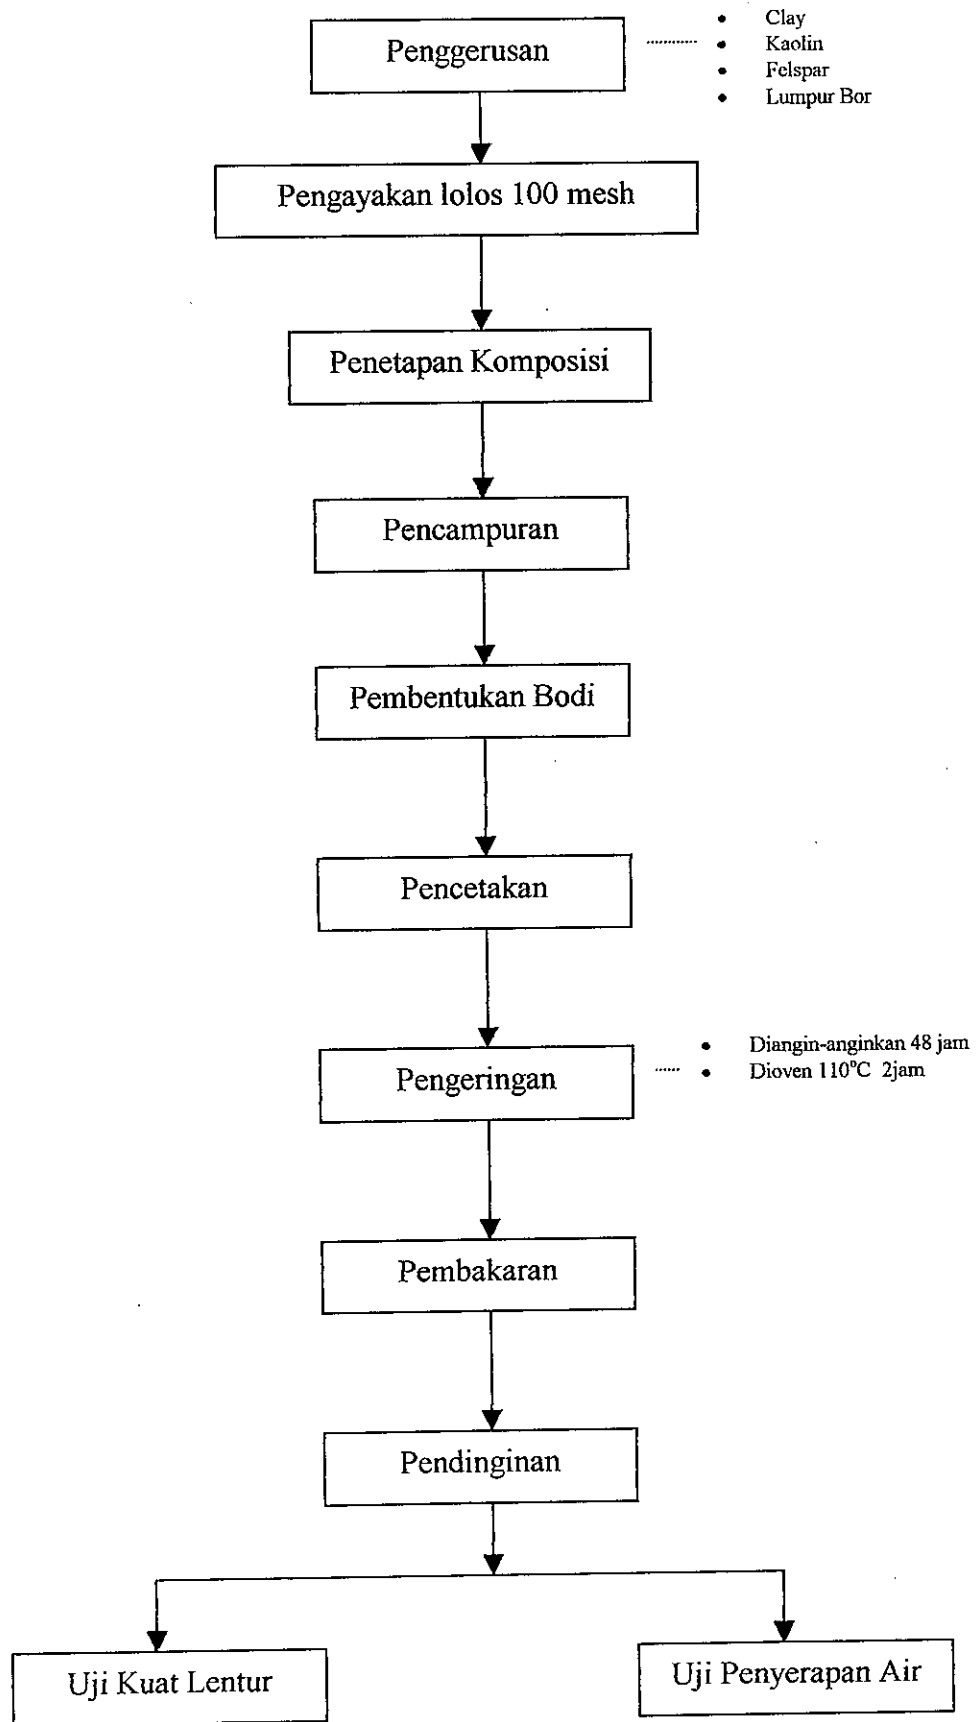 Penggerusan
• Clay
• Kaolin
• Felspar
• Lumpur Bor
Pengayakan lolos 100 mesh
Penetapan Komposisi
Pencampuran
Pembentukan Bodi
Pencetakan
Pengeringan
• Diangin-anginkan 48 jam
• Dioven 110°C 2jam
Pembakaran
Pendinginan
Uji Kuat Lentur
Uji Penyerapan Air